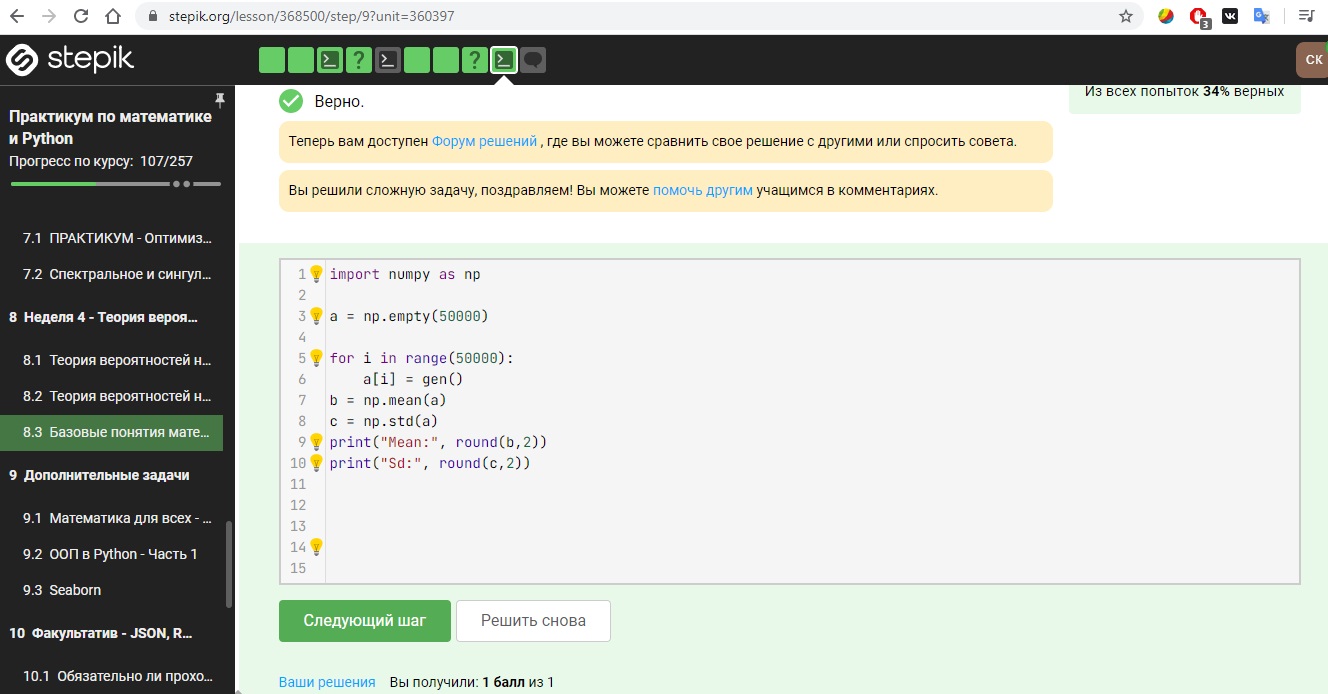 stepik.org/lesson/368500/step/9?unit=360397
3
stepik
СК
Практикум по математике
и Python
Прогресс по курсу: 107/257
7.1 ПРАКТИКУМ - Оптимиз...
7.2 Спектральное и сингул...
8 Неделя 4 - Теория вероя...
8.1 Теория вероятностей н...
8.2 Теория вероятностей н...
8.3 Базовые понятия мате...
9 Дополнительные задачи
9.1 Математика для всех - ...
9.2 ООП в Python - Часть 1
9.3 Seaborn
10 Факультатив - JSON, R...
10.1 Обязательно ли прохо...
Верно.
Из всех попыток 34% верных
Теперь вам доступен Форум решений , где вы можете сравнить свое решение с другими или спросить совета.
Вы решили сложную задачу, поздравляем! Вы можете помочь другим учащимся в комментариях.
1 import numpy as np
2
3 a = np.empty(50000)
4
5 for i in range(50000):
6     a[i] = gen()
7 b = np.mean(a)
8 c = np.std(a)
9 print("Mean:", round(b,2))
10 print("Sd:", round(c,2))
11
12
13
14
15
Следующий шаг
Решить снова
Ваши решения Вы получили: 1 балл из 1